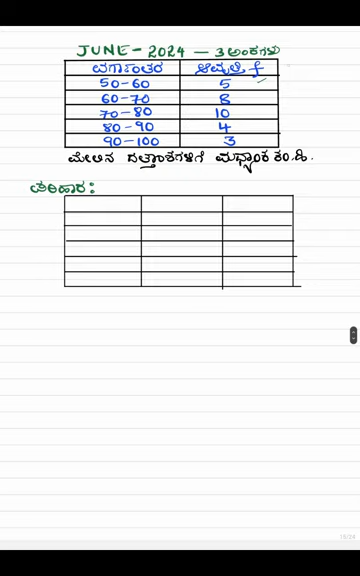 JUNE - 2024 — 3 ಅಂಕಗಳು
ವರ್ಗಾಂತರ ಆವೃತ್ತಿ f
50-60 5
60-70 8
70-80 10
80-90 4
90-100 3
ಮೇಲಿನ ದತ್ತಾಂಶಗಳಿಗೆ ಮಧ್ಯಾಂಕ ಕಂ.ಹಿ.
ಪರಿಹಾರ: